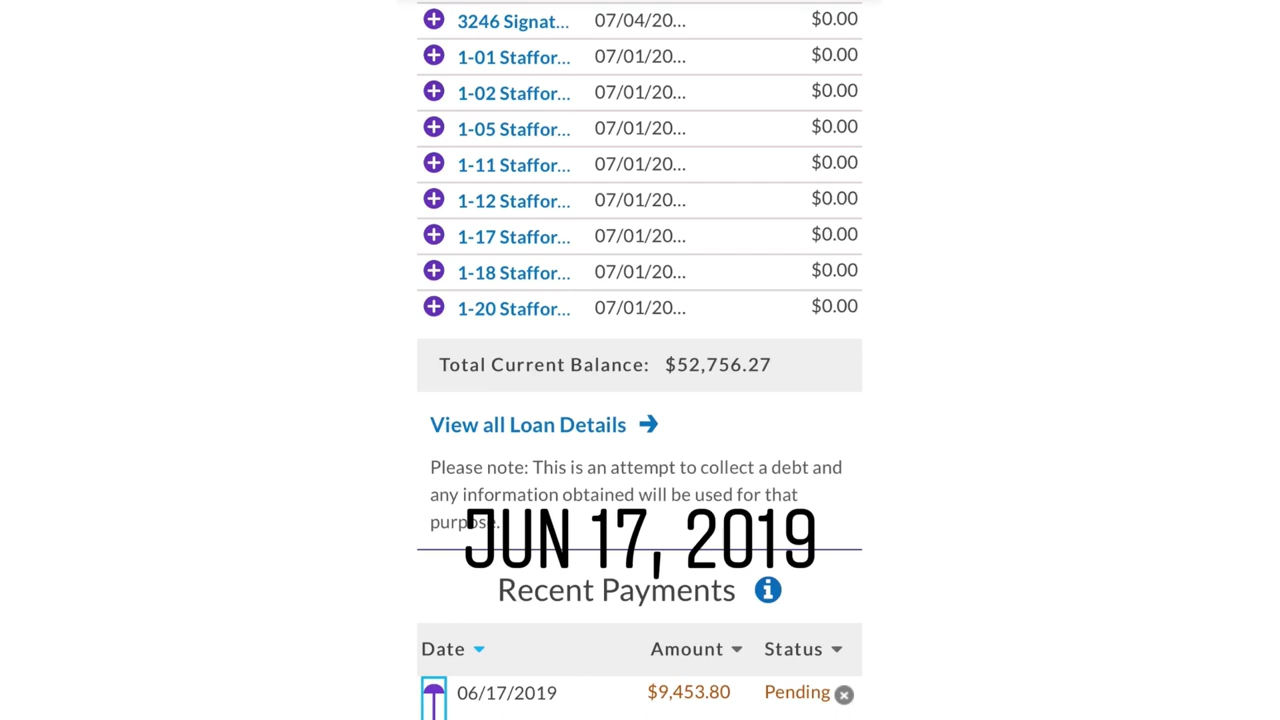 3246 Signat... 07/04/20... $0.00
1-01 Staffor... 07/01/20... $0.00
1-02 Staffor... 07/01/20... $0.00
1-05 Staffor... 07/01/20... $0.00
1-11 Staffor... 07/01/20... $0.00
1-12 Staffor... 07/01/20... $0.00
1-17 Staffor... 07/01/20... $0.00
1-18 Staffor... 07/01/20... $0.00
1-20 Staffor... 07/01/20... $0.00
Total Current Balance: $52,756.27
View all Loan Details
Please note: This is an attempt to collect a debt and
any information obtained will be used for that
purpose.
JUN 17, 2019
Recent Payments
Date Amount Status
06/17/2019 $9,453.80 Pending